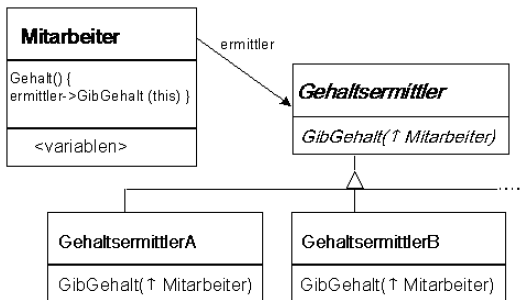 Mitarbeiter
Gehalt() {
ermittler->GibGehalt (this) }
<variablen>
ermittler
Gehaltsermittler
GibGehalt(↑ Mitarbeiter)
GehaltsermittlerA
GibGehalt(↑ Mitarbeiter)
GehaltsermittlerB
GibGehalt(↑ Mitarbeiter)